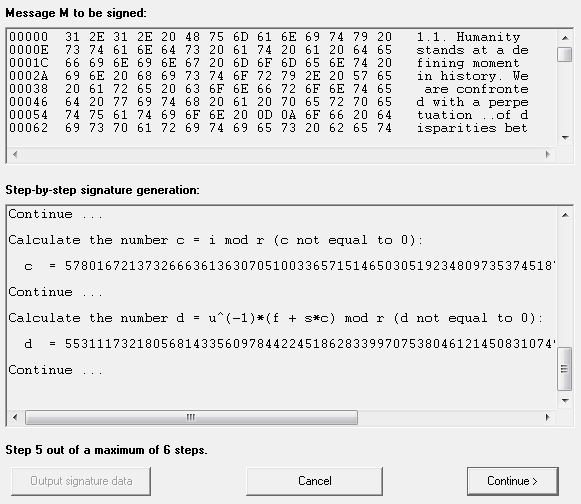 Message M to be signed:
00000 31 2E 31 2E 20 48 75 6D 61 6E 69 74 79 20 1.1. Humanity
0000E 73 74 61 6E 64 73 20 61 74 20 61 20 64 65 stands at a de
0001C 66 69 6E 69 6E 67 20 6D 6F 6D 65 6E 74 20 fining moment
0002A 69 6E 20 68 69 73 74 6F 72 79 2E 20 57 65 in history. We
00038 20 61 72 65 20 63 6F 6E 66 72 6F 6E 74 65 are confronte
00046 64 20 77 69 74 68 20 61 20 70 65 72 70 65 d with a perpe
00054 74 75 61 74 69 6F 6E 20 0D 0A 6F 66 20 64 tuation ..of d
00062 69 73 70 61 72 69 74 69 65 73 20 62 65 74 isparities bet
Step-by-step signature generation:
Continue ...
Calculate the number c = i mod r (c not equal to 0):
c = 57801672137326663613630705100336571514650305192348097353745187
Continue ...
Calculate the number d = u^(-1)*(f + s*c) mod r (d not equal to 0):
d = 55311173218056814335609784422451862833997075380461214508310749
Continue ...
Step 5 out of a maximum of 6 steps.
Output signature data
Cancel
Continue >